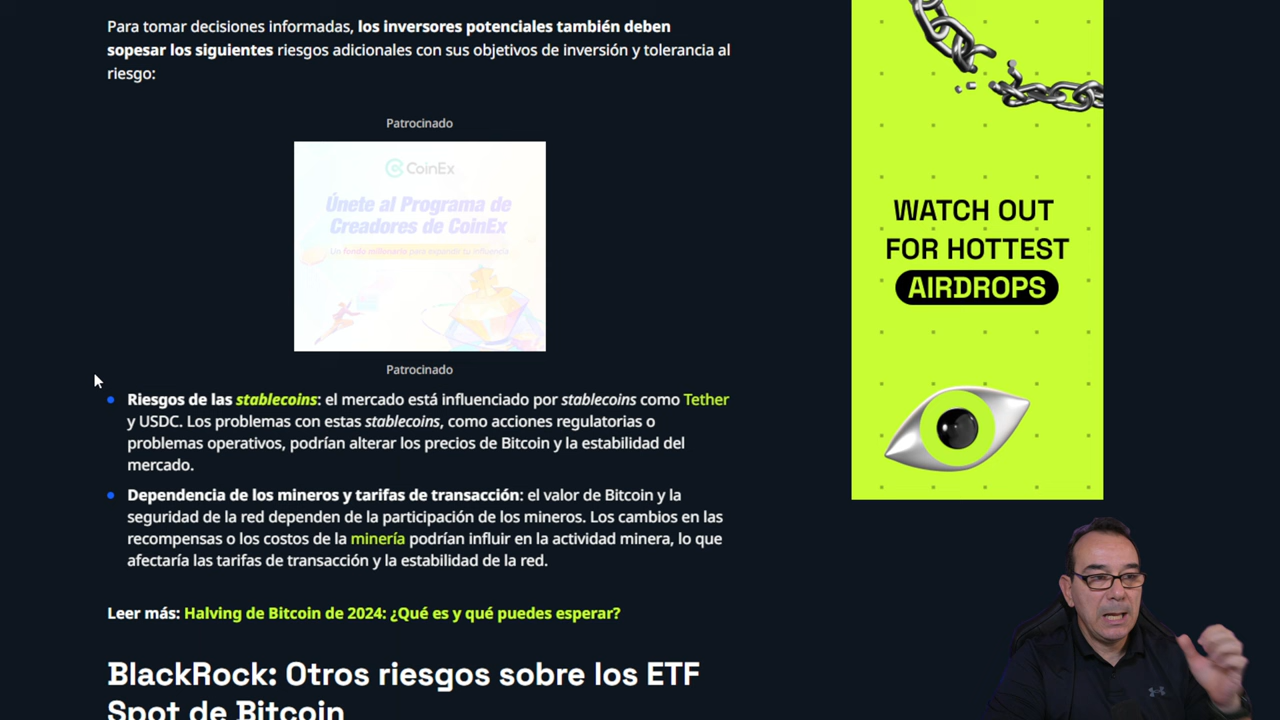 Para tomar decisiones informadas, los inversores potenciales también deben
sopesar los siguientes riesgos adicionales con sus objetivos de inversión y tolerancia al
riesgo:
Patrocinado
CoinEx
Únete al Programa de
Creadores de CoinEx
Un fondo millonario para expandir tu influencia
Patrocinado
Riesgos de las stablecoins: el mercado está influenciado por stablecoins como Tether
y USDC. Los problemas con estas stablecoins, como acciones regulatorias o
problemas operativos, podrían alterar los precios de Bitcoin y la estabilidad del
mercado.
Dependencia de los mineros y tarifas de transacción: el valor de Bitcoin y la
seguridad de la red dependen de la participación de los mineros. Los cambios en las
recompensas o los costos de la minería podrían influir en la actividad minera, lo que
afectaría las tarifas de transacción y la estabilidad de la red.
Leer más: Halving de Bitcoin de 2024: ¿Qué es y qué puedes esperar?
BlackRock: Otros riesgos sobre los ETF
Spot de Bitcoin
WATCH OUT
FOR HOTTEST
AIRDROPS